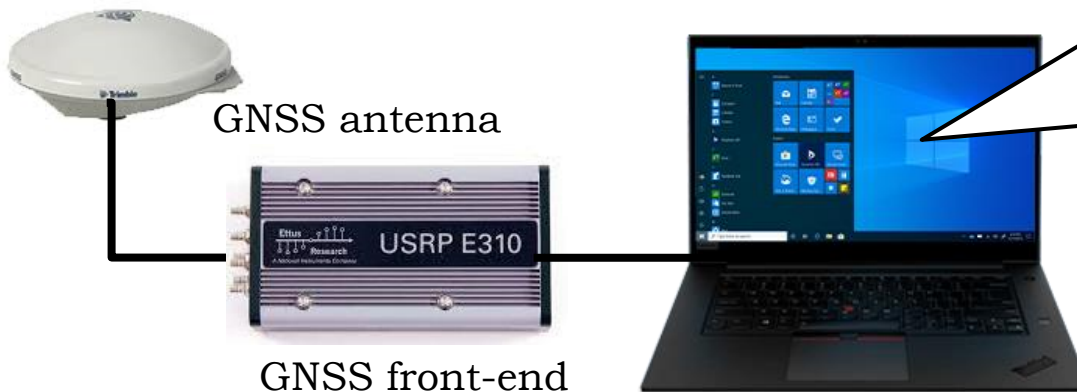 Trimble
GNSS antenna
Ettus
Research
A National Instruments Company
USRP E310
GNSS front-end